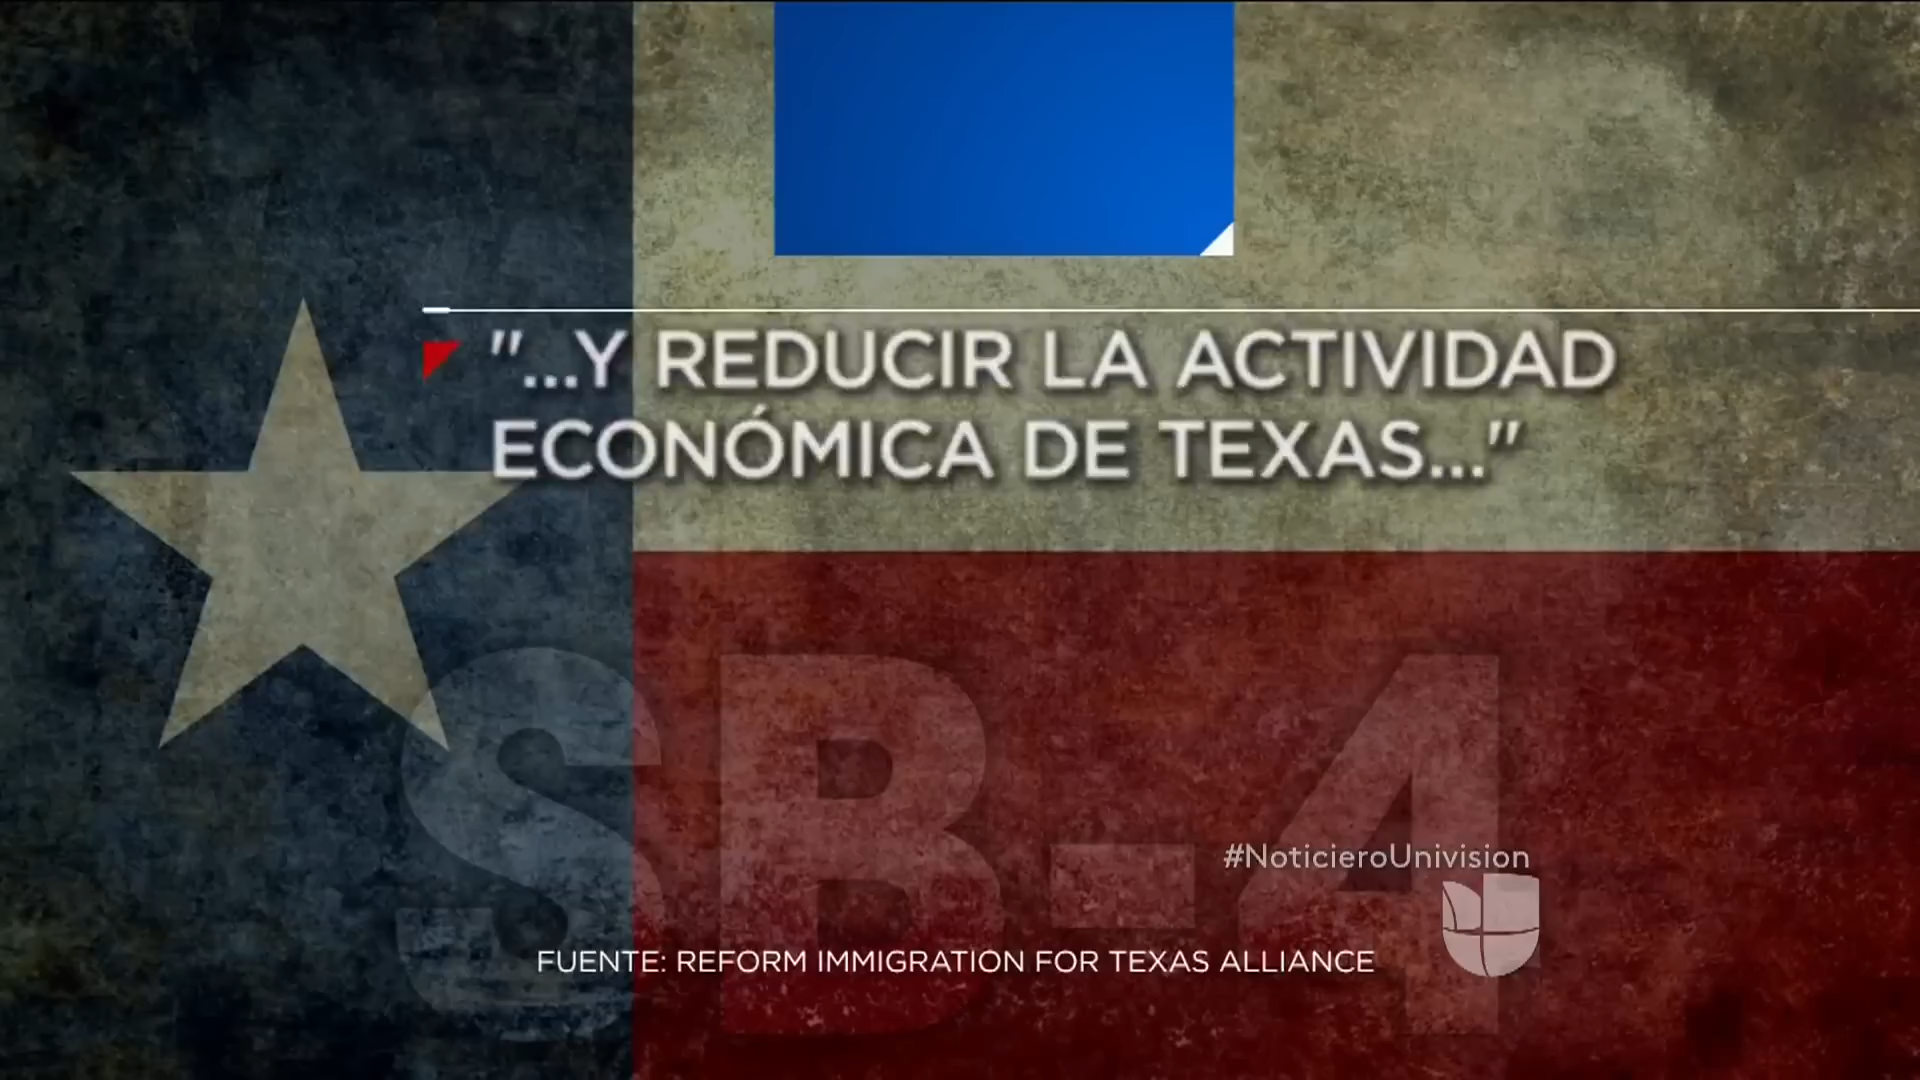 "...Y REDUCIR LA ACTIVIDAD
ECONÓMICA DE TEXAS..."
SB-4
#NoticieroUnivision
FUENTE: REFORM IMMIGRATION FOR TEXAS ALLIANCE